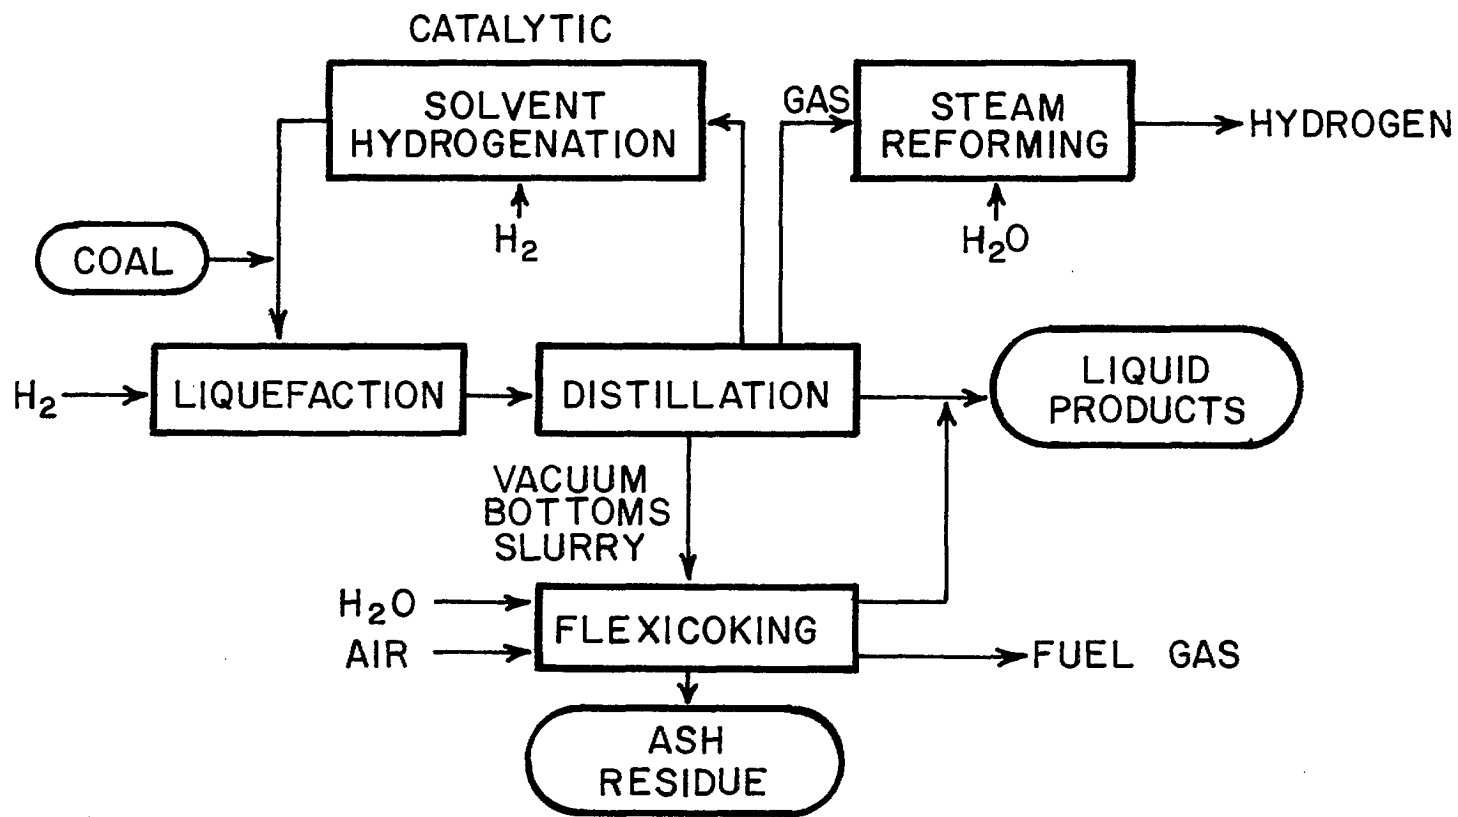 CATALYTIC
SOLVENT
HYDROGENATION
GAS
STEAM
REFORMING
HYDROGEN
H₂
H₂O
COAL
H₂
LIQUEFACTION
DISTILLATION
LIQUID
PRODUCTS
VACUUM
BOTTOMS
SLURRY
H₂O
AIR
FLEXICOKING
FUEL GAS
ASH
RESIDUE